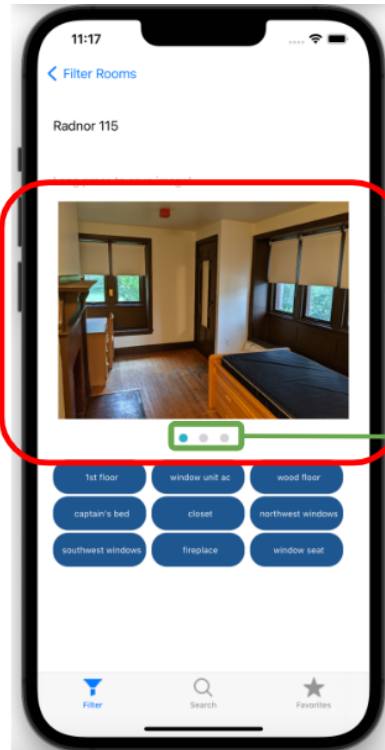 11:17
Filter Rooms
Radnor 115
1st floor
window unit ac
wood floor
captain's bed
closet
northwest windows
southwest windows
fireplace
window seat
Filter
Search
Favorites